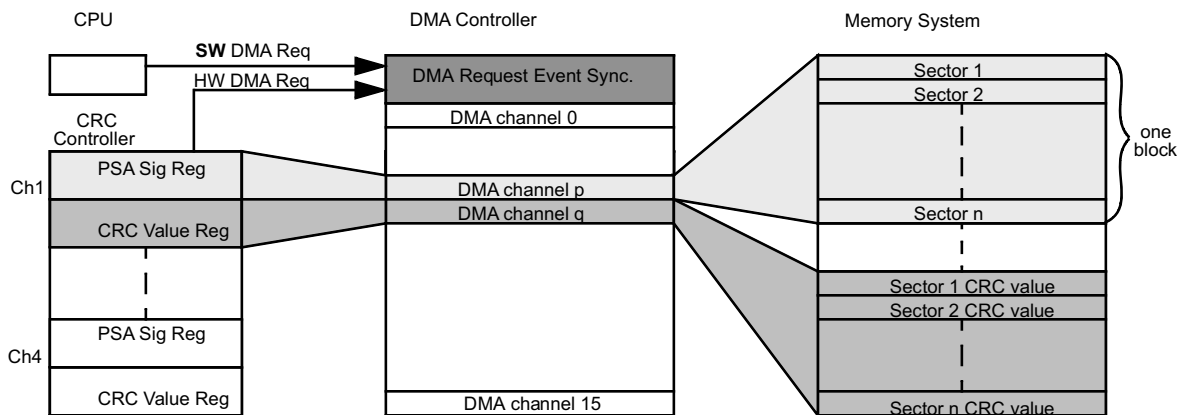 CPU
DMA Controller
Memory System
SW DMA Req
HW DMA Req
DMA Request Event Sync.
DMA channel 0
CRC
Controller
Ch1
PSA Sig Reg
CRC Value Reg
DMA channel p
DMA channel q
Ch4
PSA Sig Reg
CRC Value Reg
DMA channel 15
Sector 1
Sector 2
Sector n
one
block
Sector 1 CRC value
Sector 2 CRC value
Sector n CRC value